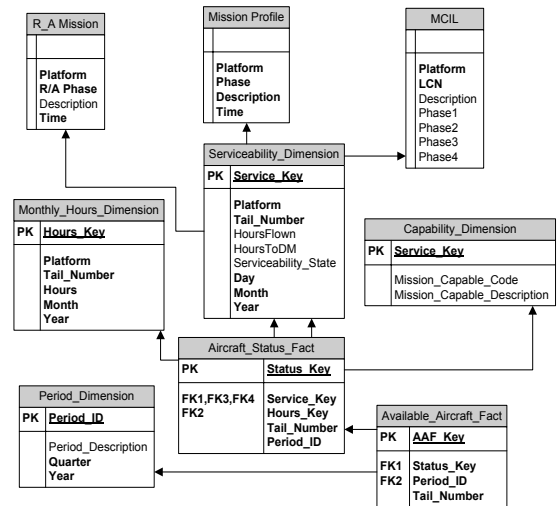 R_A Mission
Platform
R/A Phase
Description
Time
Mission Profile
Platform
Phase
Description
Time
MCIL
Platform
LCN
Description
Phase1
Phase2
Phase3
Phase4
Serviceability_Dimension
PK Service_Key
Platform
Tail_Number
HoursFlown
HoursToDM
Serviceability_State
Day
Month
Year
Monthly_Hours_Dimension
PK Hours_Key
Platform
Tail_Number
Hours
Month
Year
Capability_Dimension
PK Service_Key
Mission_Capable_Code
Mission_Capable_Description
Aircraft_Status_Fact
PK Status_Key
FK1,FK3,FK4 Service_Key
FK2 Hours_Key
Tail_Number
Period_ID
Period_Dimension
PK Period_ID
Period_Description
Quarter
Year
Available_Aircraft_Fact
PK AAF_Key
FK1 Status_Key
FK2 Period_ID
Tail_Number